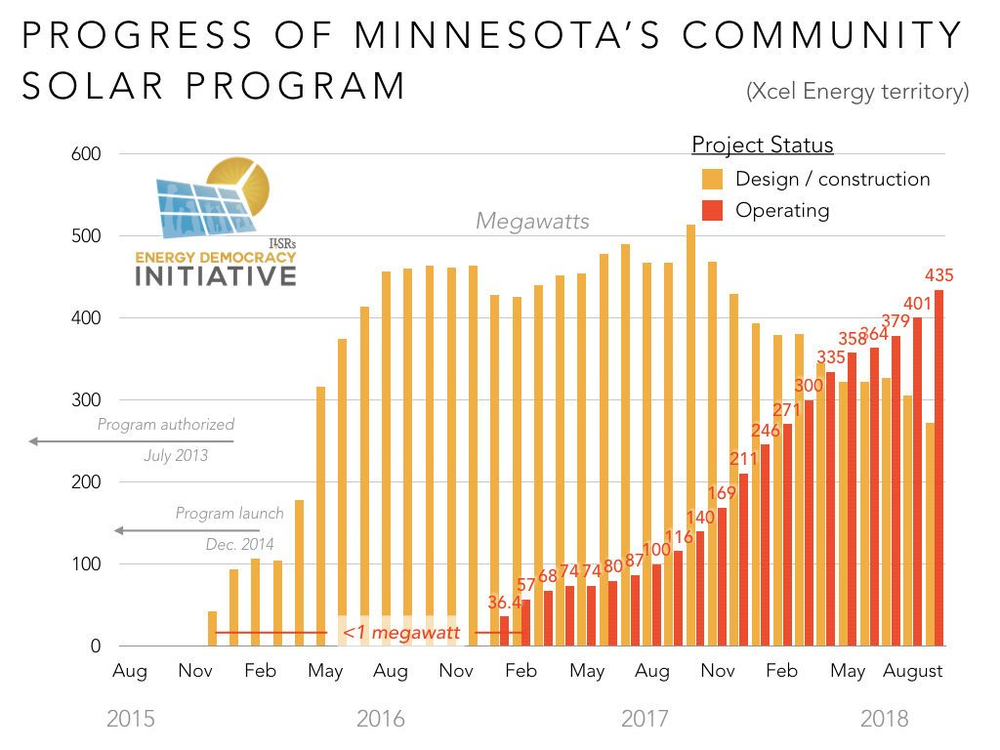 PROGRESS OF MINNESOTA'S COMMUNITY
SOLAR PROGRAM
(Xcel Energy territory)
Project Status
Design / construction
Operating
Megawatts
ILSRs
ENERGY DEMOCRACY
INITIATIVE
600
500
400
300
200
100
0
Program authorized
July 2013
Program launch
Dec. 2014
<1 megawatt
36.4
57
68
74
74
80
87
100
116
140
169
211
246
271
300
335
358
364
379
401
435
Aug Nov Feb May Aug Nov Feb May Aug Nov Feb May August
2015 2016 2017 2018